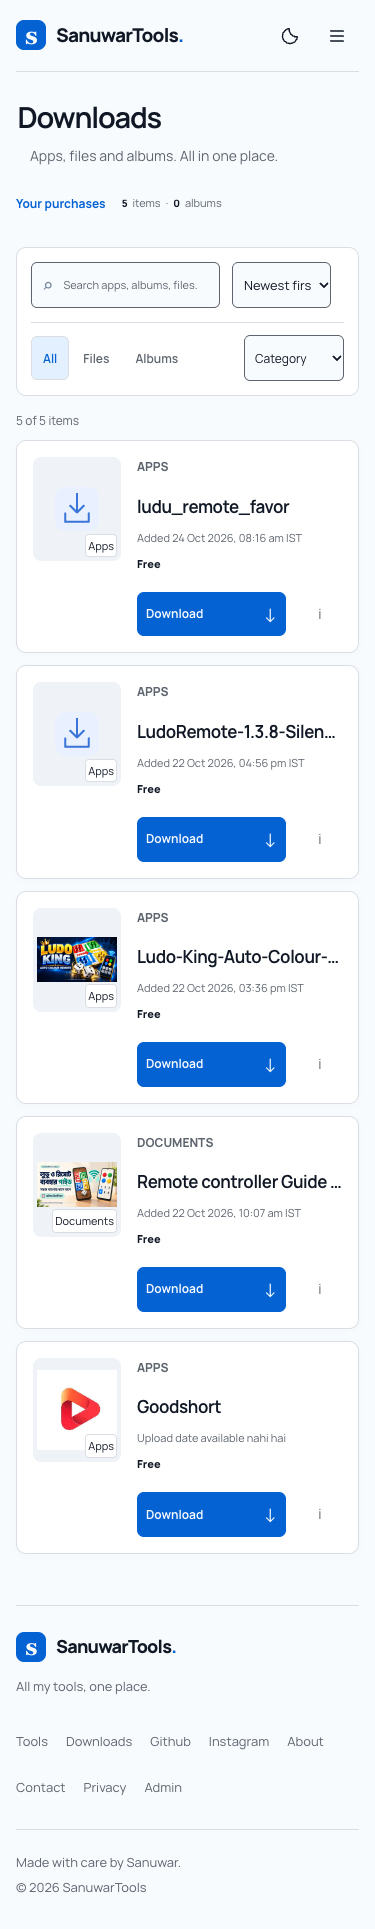 s SanuwarTools.
Downloads
Apps, files and albums. All in one place.
Your purchases 5 items · 0 albums
Search apps, albums, files. Newest firs
All Files Albums Category
5 of 5 items
APPS
ludu_remote_favor
Added 24 Oct 2026, 08:16 am IST
Apps
Free
Download ↓ i
APPS
LudoRemote-1.3.8-Silen...
Added 22 Oct 2026, 04:56 pm IST
Apps
Free
Download ↓ i
APPS
LUDO
KING
Ludo-King-Auto-Colour-...
Added 22 Oct 2026, 03:36 pm IST
Apps
Free
Download ↓ i
DOCUMENTS
Remote controller Guide ...
Added 22 Oct 2026, 10:07 am IST
Documents
Free
Download ↓ i
APPS
Goodshort
Upload date available nahi hai
Apps
Free
Download ↓ i
s SanuwarTools.
All my tools, one place.
Tools Downloads Github Instagram About
Contact Privacy Admin
Made with care by Sanuwar.
© 2026 SanuwarTools